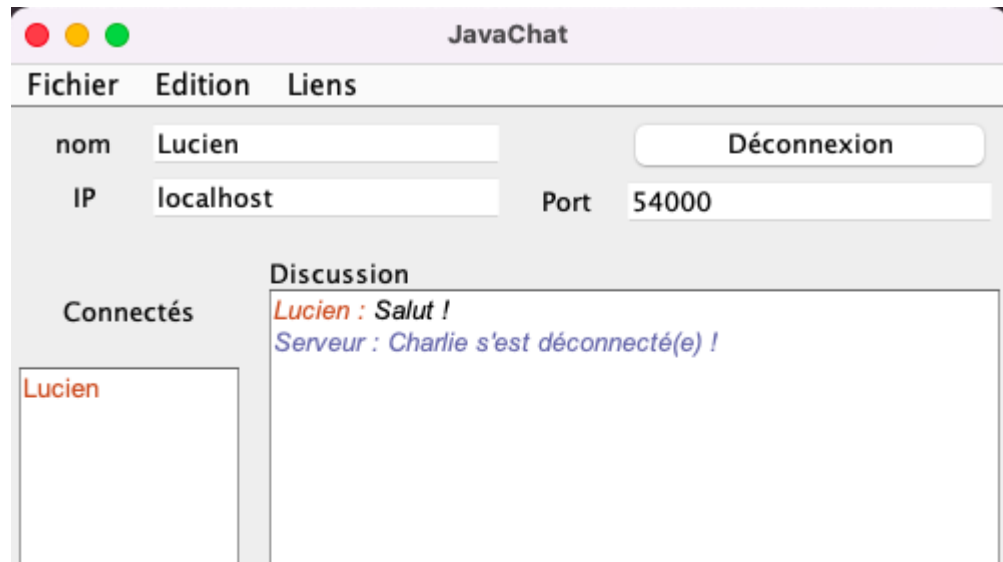 JavaChat
Fichier Edition Liens
nom Lucien Déconnexion
IP localhost Port 54000
Discussion
Connectés
Lucien : Salut !
Serveur : Charlie s'est déconnecté(e) !
Lucien